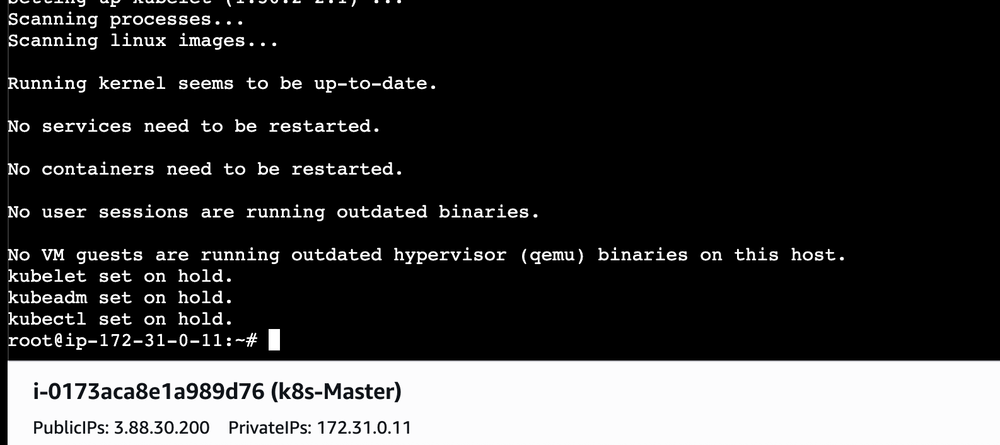 Setting up kubelet (1.30.2-2.1) ...
Scanning processes...
Scanning linux images...
Running kernel seems to be up-to-date.
No services need to be restarted.
No containers need to be restarted.
No user sessions are running outdated binaries.
No VM guests are running outdated hypervisor (qemu) binaries on this host.
kubelet set on hold.
kubeadm set on hold.
kubectl set on hold.
root@ip-172-31-0-11:~#
i-0173aca8e1a989d76 (k8s-Master)
PublicIPs: 3.88.30.200 PrivateIPs: 172.31.0.11